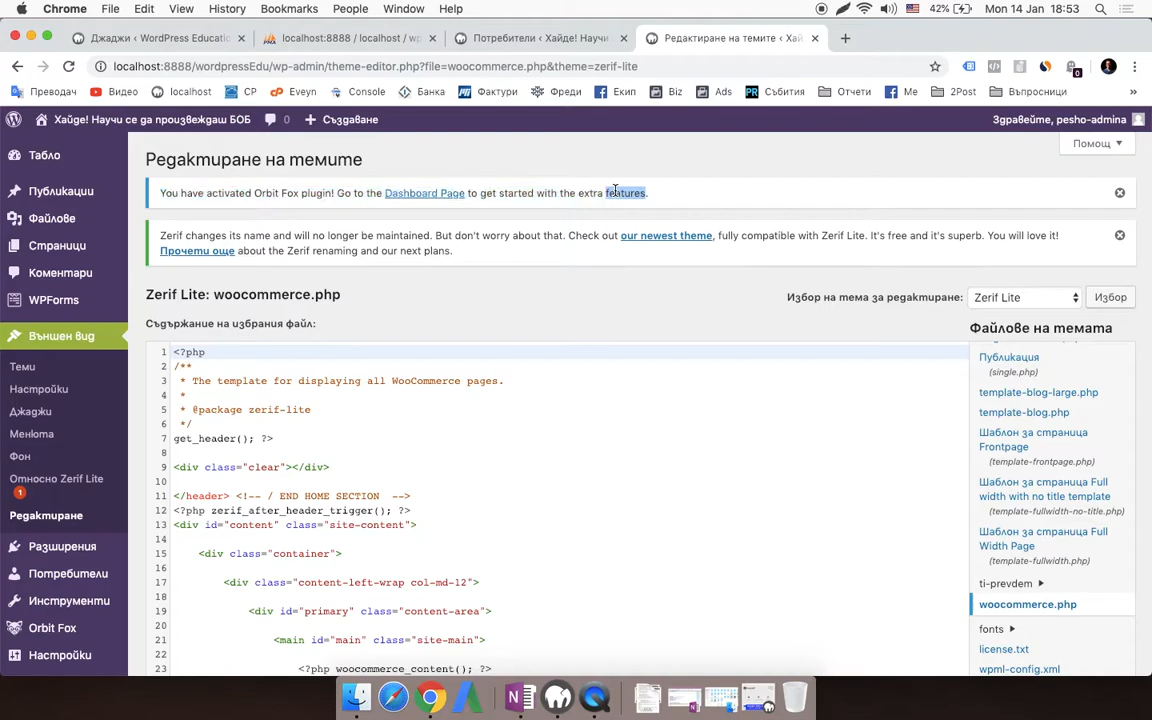 Chrome File Edit View History Bookmarks People Window Help 42% Mon 14 Jan 18:53
Джаджи ‹ WordPress Educatio
localhost:8888 / localhost / wp
Потребители ‹ Хайде! Научи
Редактиране на темите ‹ Хай
localhost:8888/wordpressEdu/wp-admin/theme-editor.php?file=woocommerce.php&theme=zerif-lite
Преводач Видео localhost CP Eveyn Console Банка Фактури Фреди Екип Biz Ads Събития Отчети Me 2Post Въпросници »
Хайде! Научи се да произвеждаш БОБ 0 + Създаване Здравейте, pesho-admina
Табло
Публикации
Файлове
Страници
Коментари
WPForms
Външен вид
Теми
Настройки
Джаджи
Менюта
Фон
Относно Zerif Lite
1
Редактиране
Разширения
Потребители
Инструменти
Orbit Fox
Настройки
Помощ
Редактиране на темите
You have activated Orbit Fox plugin! Go to the Dashboard Page to get started with the extra features.
Zerif changes its name and will no longer be maintained. But don't worry about that. Check out our newest theme, fully compatible with Zerif Lite. It's free and it's superb. You will love it!
Прочети още about the Zerif renaming and our next plans.
Zerif Lite: woocommerce.php
Избор на тема за редактиране: Zerif Lite Избор
Съдържание на избрания файл:
1 <?php
2 /**
3 * The template for displaying all WooCommerce pages.
4 *
5 * @package zerif-lite
6 */
7 get_header(); ?>
8
9 <div class="clear"></div>
10
11 </header> <!-- / END HOME SECTION -->
12 <?php zerif_after_header_trigger(); ?>
13 <div id="content" class="site-content">
14
15 <div class="container">
16
17 <div class="content-left-wrap col-md-12">
18
19 <div id="primary" class="content-area">
20
21 <main id="main" class="site-main">
22
23 <?php woocommerce_content(); ?>
Файлове на темата
Публикация
(single.php)
template-blog-large.php
template-blog.php
Шаблон за страница
Frontpage
(template-frontpage.php)
Шаблон за страница Full
width with no title template
(template-fullwidth-no-title.php)
Шаблон за страница Full
Width Page
(template-fullwidth.php)
ti-prevdem
woocommerce.php
fonts
license.txt
wpml-config.xml